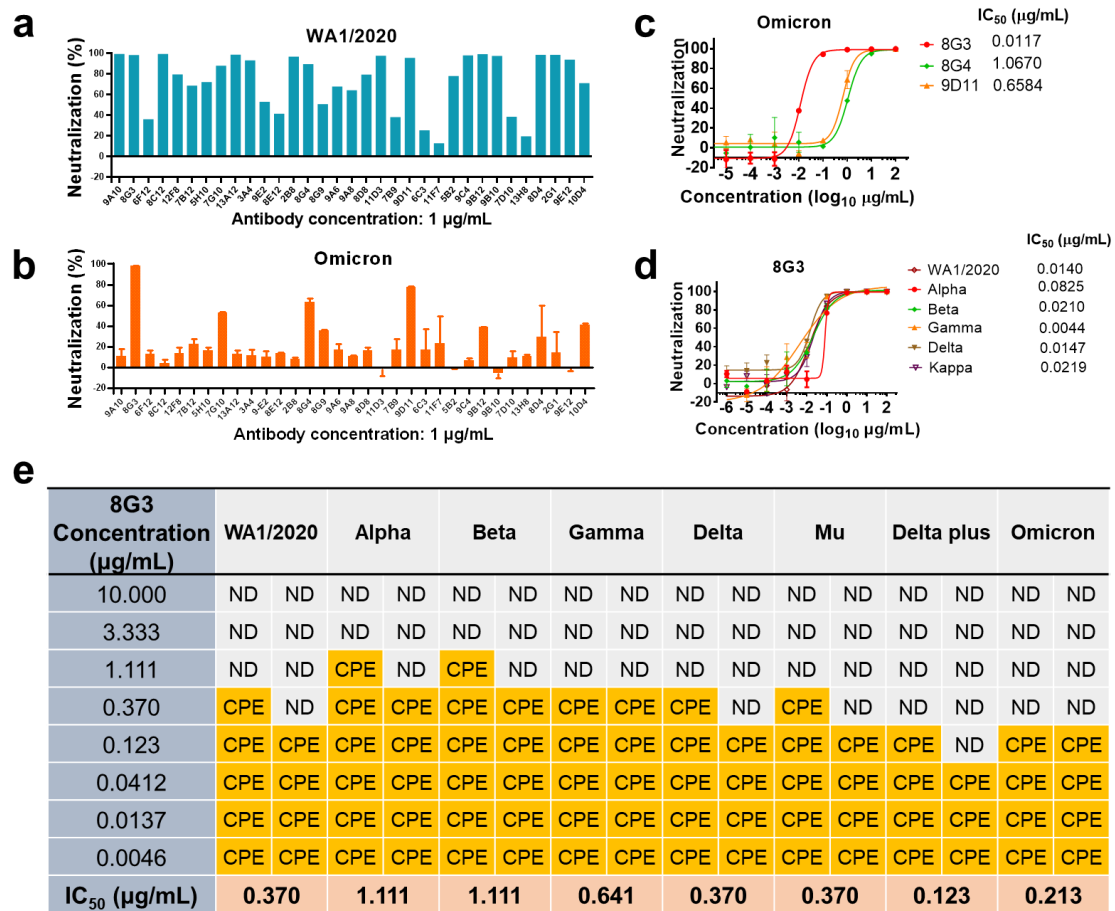 a
WA1/2020
Neutralization (%)
100
80
60
40
20
0
-20
9A10 8G3 6F12 8C12 12F8 7B12 5H10 7G10 13A12 3A4 9E2 8E12 2B8 8G4 8G9 9A6 9A8 8D8 11D3 7B9 9D11 6C3 11F7 5B2 9C4 9B12 9B10 7D10 13H8 8D4 2G1 9E12 10D4
Antibody concentration: 1 µg/mL
b
Omicron
Neutralization (%)
100
80
60
40
20
0
-20
9A10 8G3 6F12 8C12 12F8 7B12 5H10 7G10 13A12 3A4 9-E2 8E12 2B8 8G4 8G9 9A6 9A8 8D8 11D3 7B9 9D11 6C3 11F7 5B2 9C4 9B12 9B10 7D10 13H8 8D4 2G1 9E12 10D4
Antibody concentration: 1 µg/mL
c
Omicron
IC50 (µg/mL)
8G3 0.0117
8G4 1.0670
9D11 0.6584
Neutralization
100
80
60
40
20
0
-20
-5 -4 -3 -2 -1 0 1 2
Concentration (log10 µg/mL)
d
8G3
IC50 (µg/mL)
WA1/2020 0.0140
Alpha 0.0825
Beta 0.0210
Gamma 0.0044
Delta 0.0147
Kappa 0.0219
Neutralization
100
80
60
40
20
0
-20
-6 -5 -4 -3 -2 -1 0 1 2
Concentration (log10 µg/mL)
e
8G3
Concentration
(µg/mL)
WA1/2020 Alpha Beta Gamma Delta Mu Delta plus Omicron
10.000 ND ND ND ND ND ND ND ND ND ND ND ND ND ND ND ND
3.333 ND ND ND ND ND ND ND ND ND ND ND ND ND ND ND ND
1.111 ND ND CPE ND CPE ND ND ND ND ND ND ND ND ND ND ND
0.370 CPE ND CPE CPE CPE CPE CPE CPE CPE ND CPE ND ND ND ND ND
0.123 CPE CPE CPE CPE CPE CPE CPE CPE CPE CPE CPE CPE CPE ND CPE CPE
0.0412 CPE CPE CPE CPE CPE CPE CPE CPE CPE CPE CPE CPE CPE CPE CPE CPE
0.0137 CPE CPE CPE CPE CPE CPE CPE CPE CPE CPE CPE CPE CPE CPE CPE CPE
0.0046 CPE CPE CPE CPE CPE CPE CPE CPE CPE CPE CPE CPE CPE CPE CPE CPE
IC50 (µg/mL) 0.370 1.111 1.111 0.641 0.370 0.370 0.123 0.213